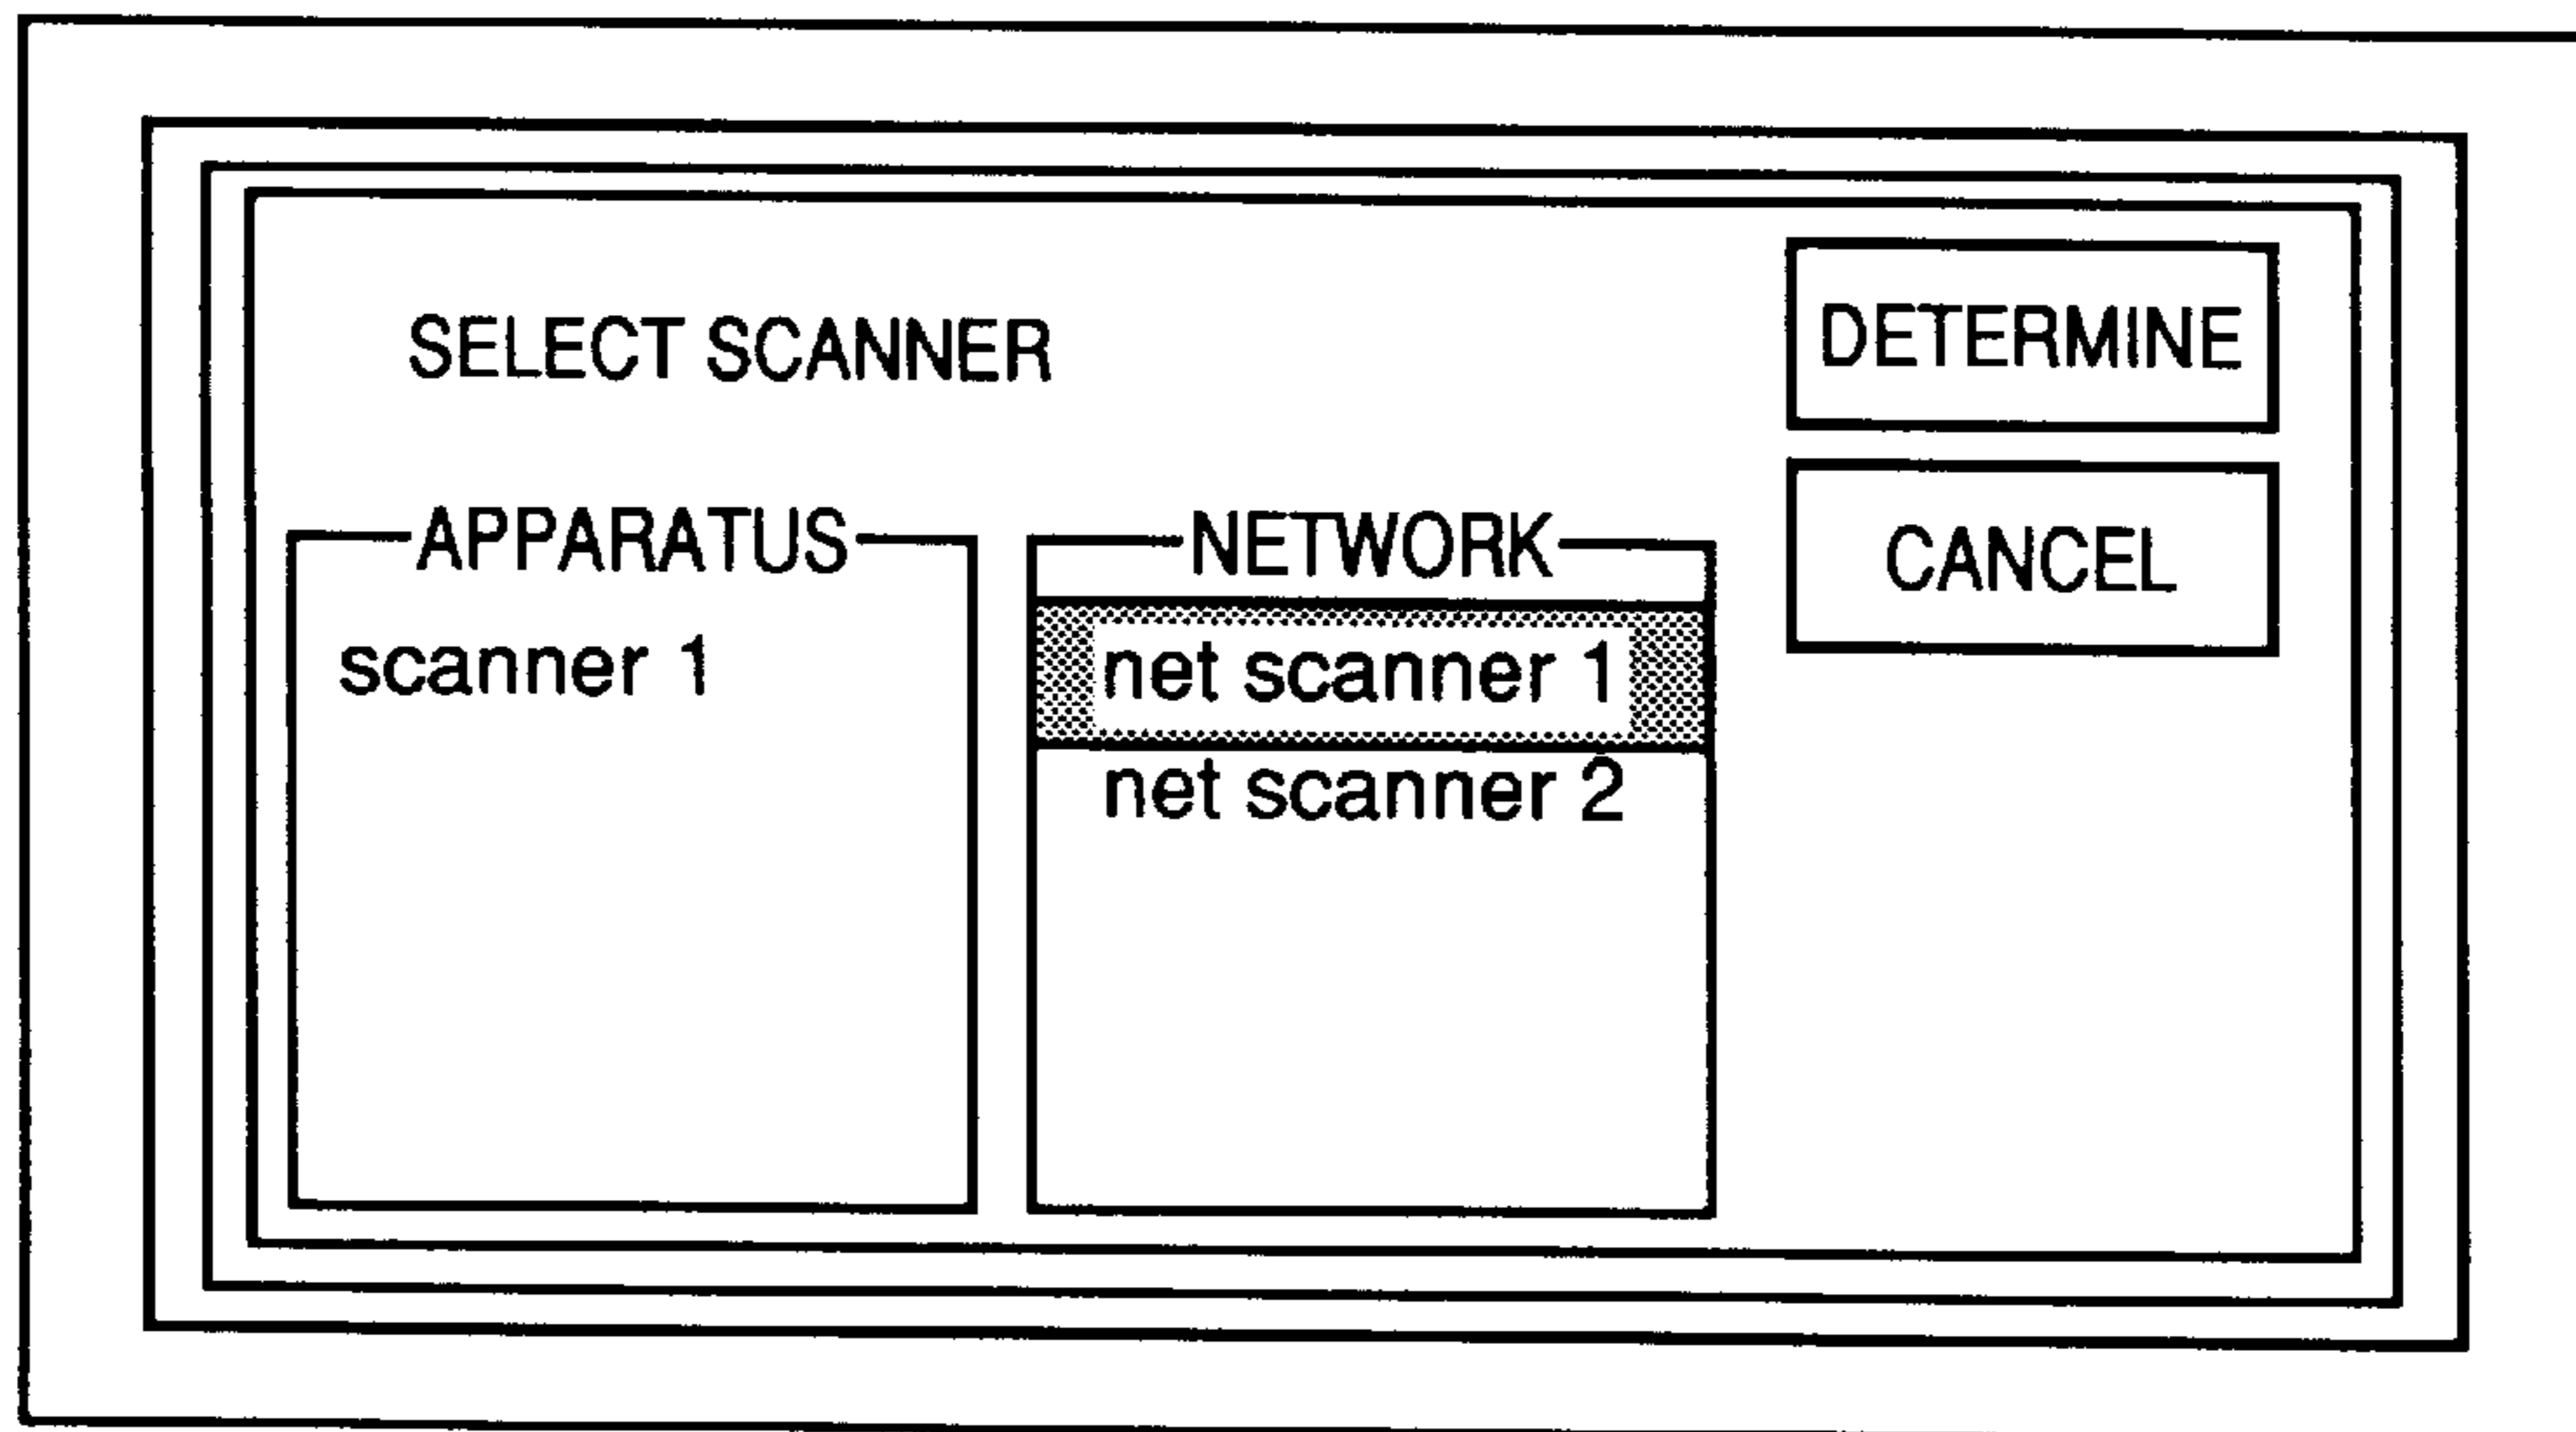 SELECT SCANNER
DETERMINE
CANCEL
APPARATUS
scanner 1
NETWORK
net scanner 1
net scanner 2